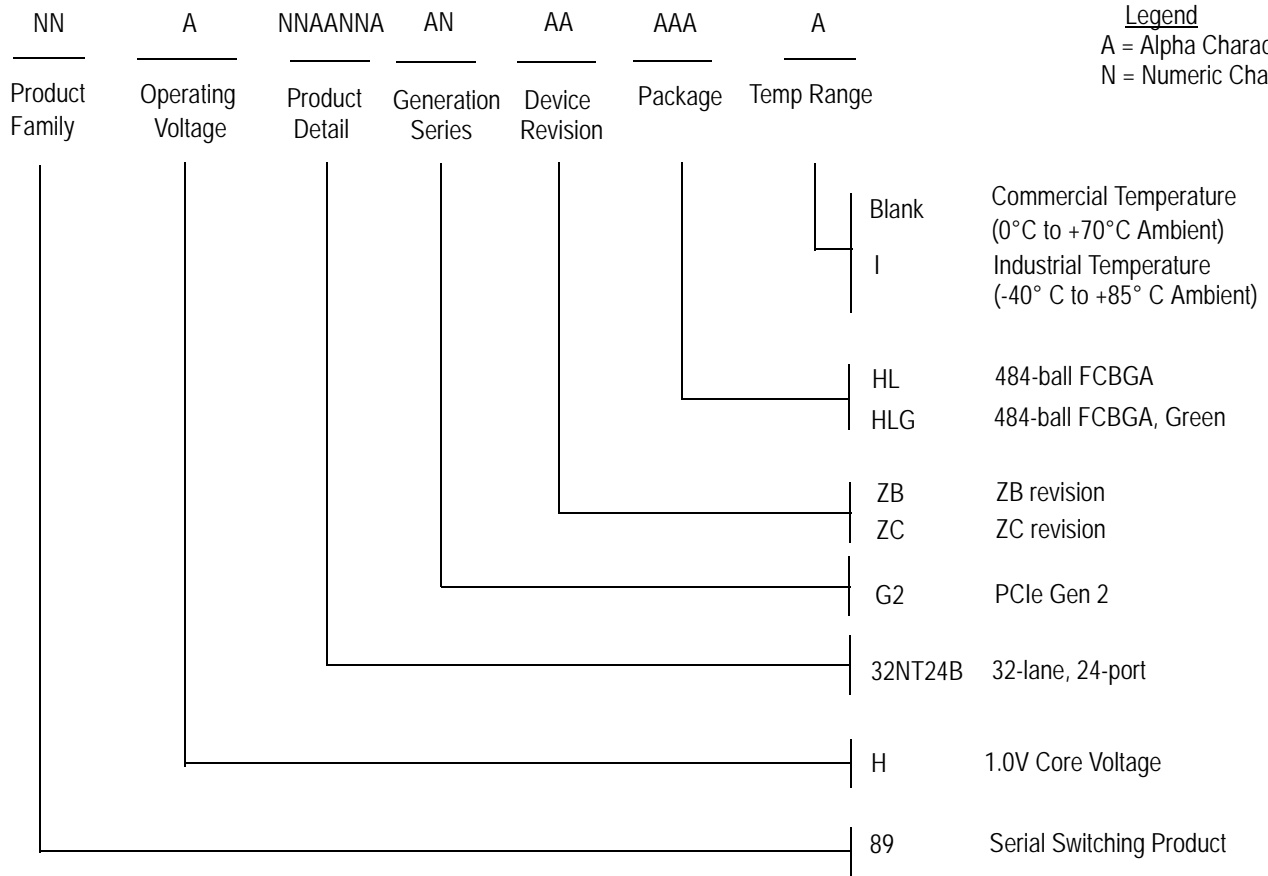 NN A NNAANNA AN AA AAA A
Legend
A = Alpha
N = Numeric
Product Family
Operating Voltage
Product Detail
Generation Series
Device Revision
Package
Temp Range
Blank Commercial Temperature
(0°C to +70°C Ambient)
I Industrial Temperature
(-40° C to +85° C Ambient)
HL 484-ball FCBGA
HLG 484-ball FCBGA, Green
ZB ZB revision
ZC ZC revision
G2 PCIe Gen 2
32NT24B 32-lane, 24-port
H 1.0V Core Voltage
89 Serial Switching Product